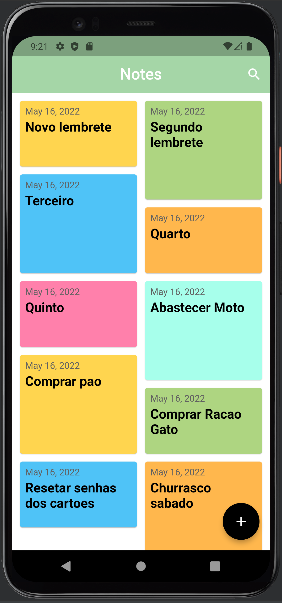 9:21
Notes
May 16, 2022
Novo lembrete
May 16, 2022
Segundo
lembrete
May 16, 2022
Terceiro
May 16, 2022
Quarto
May 16, 2022
Quinto
May 16, 2022
Abastecer Moto
May 16, 2022
Comprar pao
May 16, 2022
Comprar Racao
Gato
May 16, 2022
Resetar senhas
dos cartoes
May 16, 2022
Churrasco
sabado
+